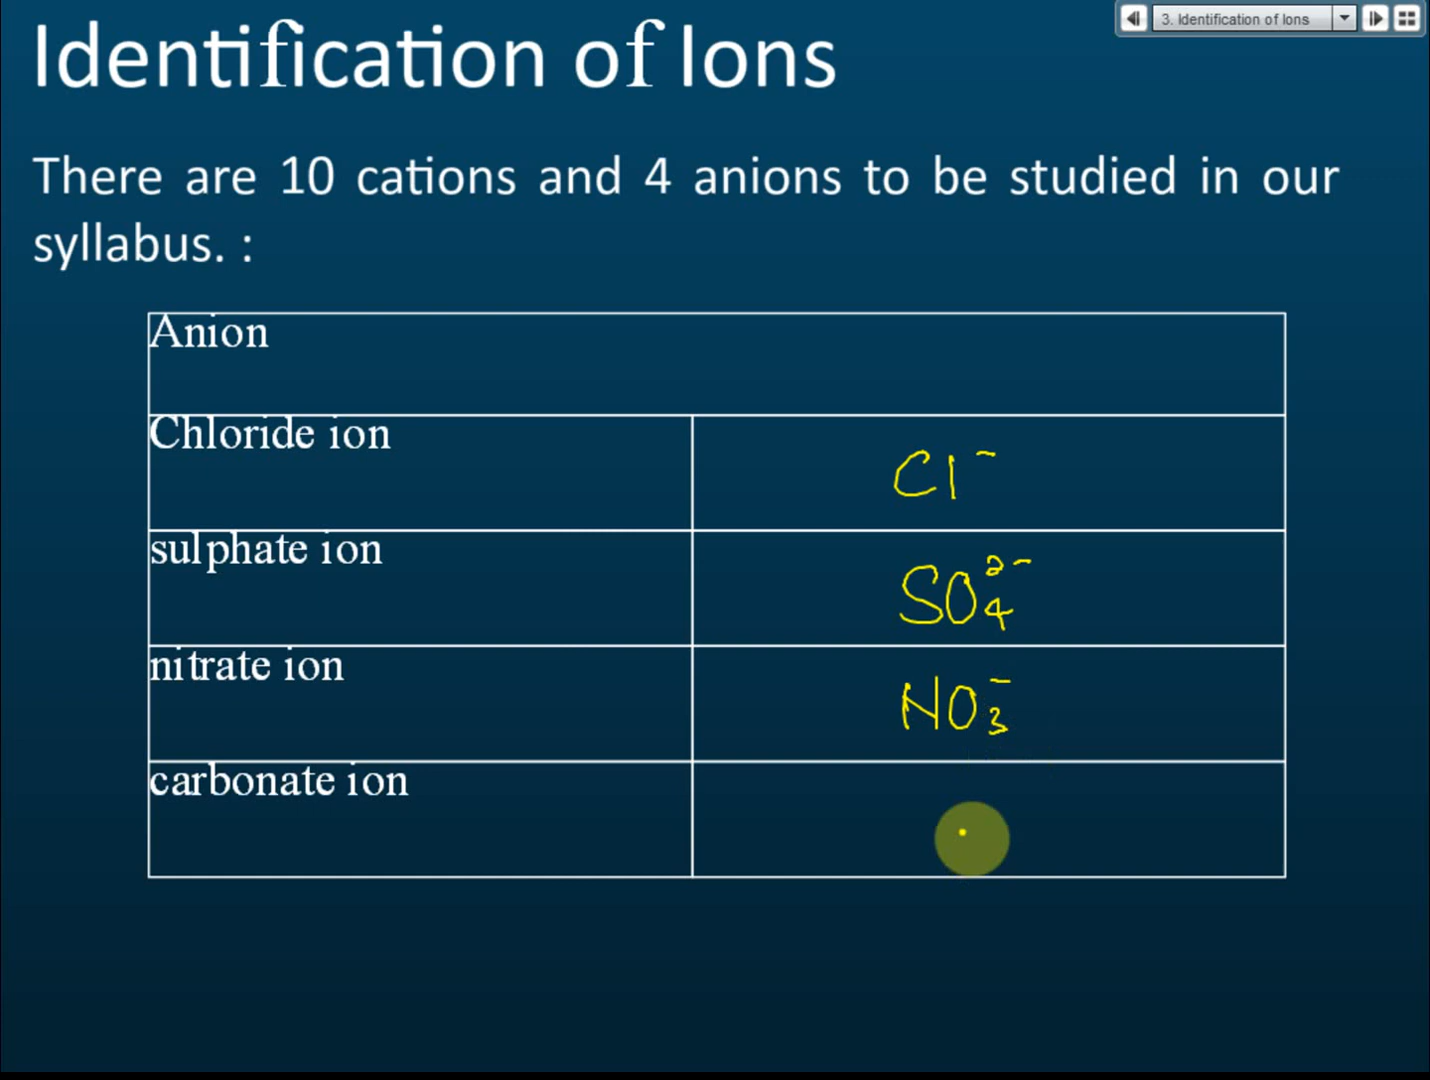 3. Identification of Ions
Identification of Ions
There are 10 cations and 4 anions to be studied in our
syllabus. :
Anion
Chloride ion Cl⁻
sulphate ion SO₄²⁻
nitrate ion NO₃⁻
carbonate ion